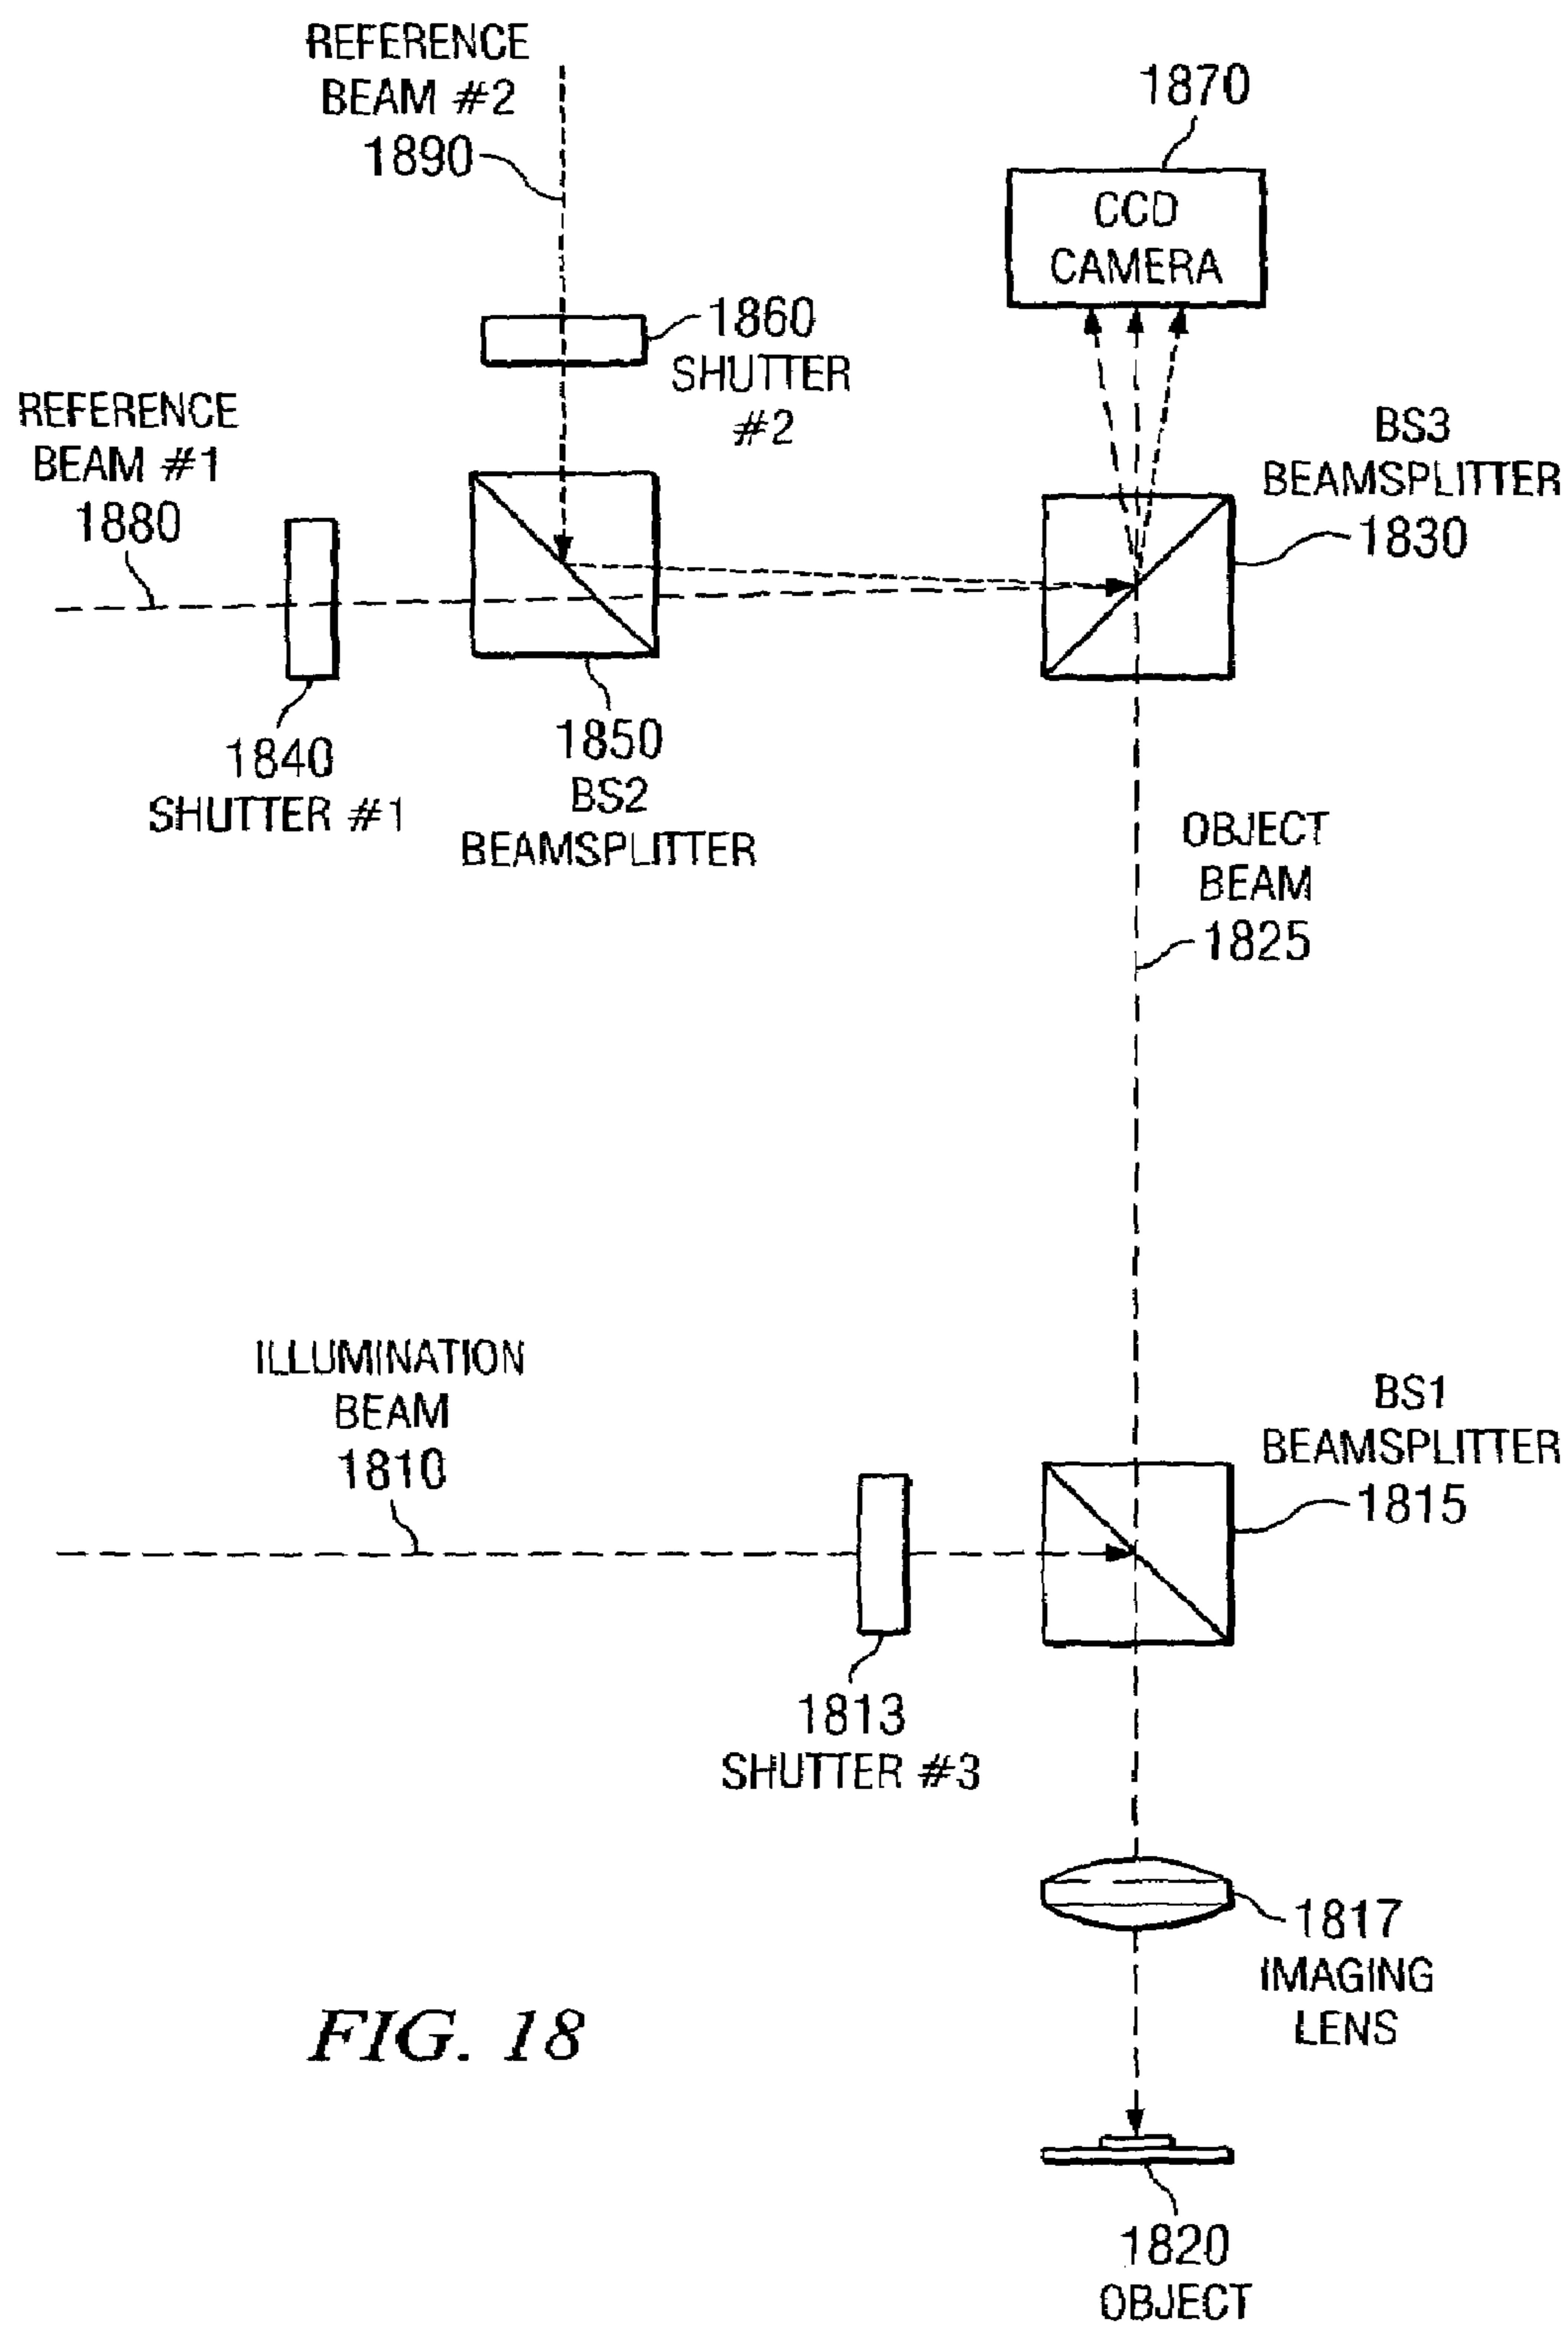 REFERENCE
BEAM #2
1890
1870
CCD
CAMERA
1860
SHUTTER
#2
REFERENCE
BEAM #1
1880
BS3
BEAMSPLITTER
1830
1840
SHUTTER #1
1850
BS2
BEAMSPLITTER
OBJECT
BEAM
1825
ILLUMINATION
BEAM
1810
BS1
BEAMSPLITTER
1815
1813
SHUTTER #3
1817
IMAGING
LENS
FIG. 18
1820
OBJECT